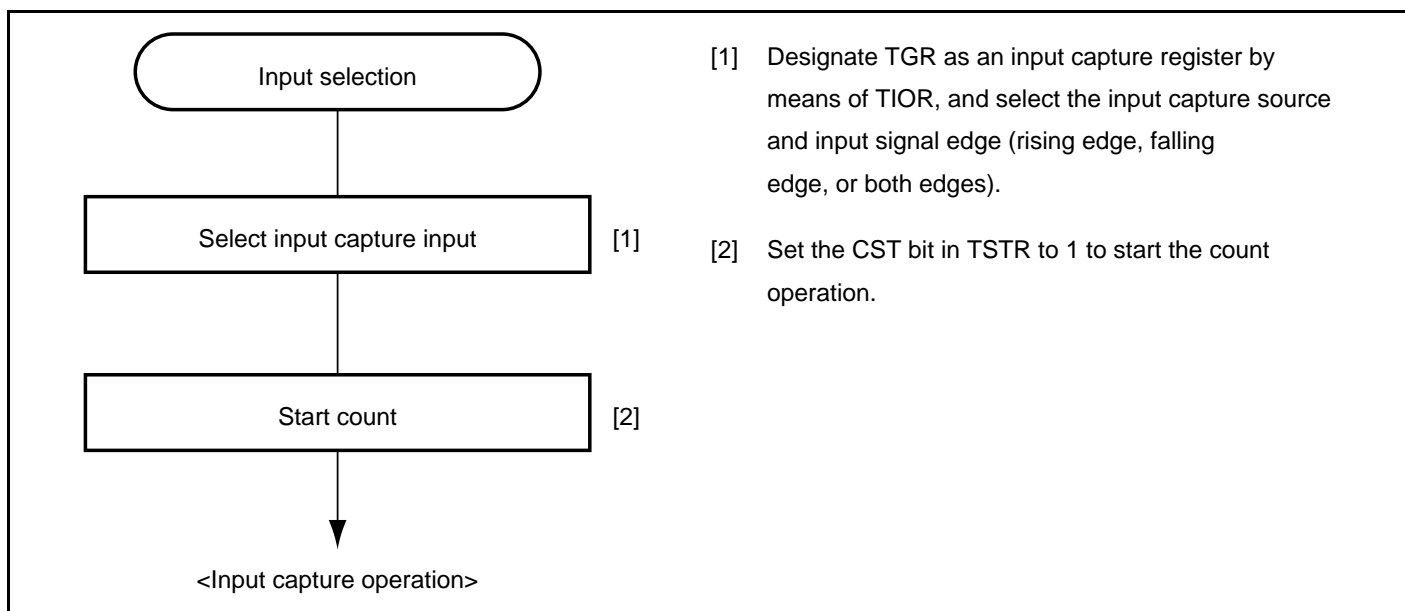 Input selection
Select input capture input
[1]
Start count
[2]
<Input capture operation>
[1] Designate TGR as an input capture register by
means of TIOR, and select the input capture source
and input signal edge (rising edge, falling
edge, or both edges).
[2] Set the CST bit in TSTR to 1 to start the count
operation.